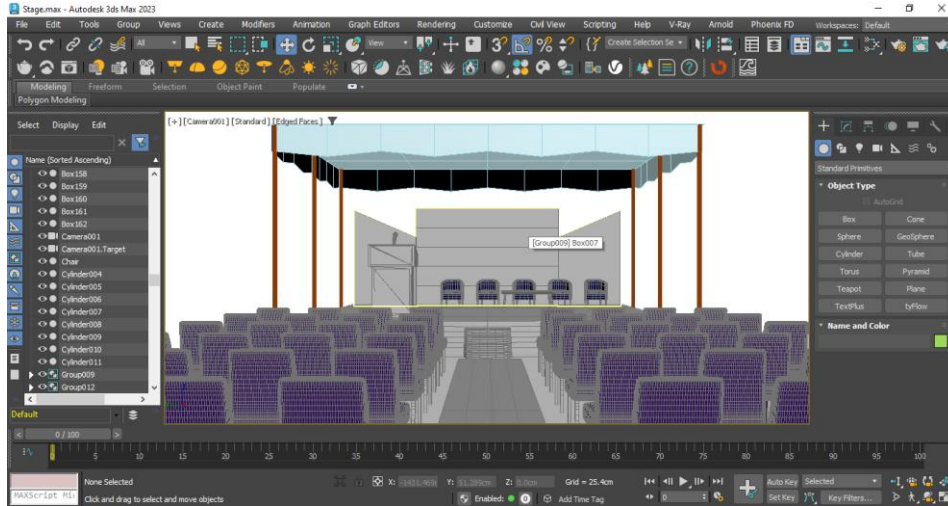 Stage.max - Autodesk 3ds Max 2023
File Edit Tools Group Views Create Modifiers Animation Graph Editors Rendering Customize Civil View Scripting Help V-Ray Arnold Phoenix FD Workspaces: Default
All View Create Selection Se
Modeling Freeform Selection Object Paint Populate
Polygon Modeling
Select Display Edit
[+] [Camera001] [Standard] [Edged Faces]
Name (Sorted Ascending)
Box158
Box159
Box160
Box161
Box162
Camera001
Camera001.Target
Chair
Cylinder004
Cylinder005
Cylinder006
Cylinder007
Cylinder008
Cylinder009
Cylinder010
Cylinder011
Group009
Group012
[Group009] Box007
Standard Primitives
Object Type
AutoGrid
Box Cone
Sphere GeoSphere
Cylinder Tube
Torus Pyramid
Teapot Plane
TextPlus tyFlow
Name and Color
Default
0 / 100
0 5 10 15 20 25 30 35 40 45 50 55 60 65 70 75 80 85 90 95 100
None Selected X: Y: Z: 0.0cm Grid = 25.4cm Auto Key Selected
MAXScript Mi Click and drag to select and move objects Enabled: 0 Add Time Tag 0 Set Key Key Filters...